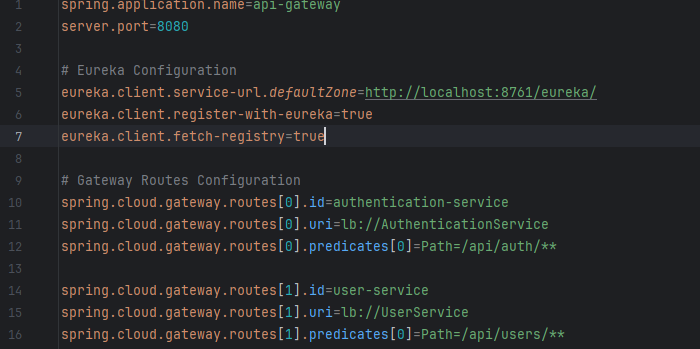 1 spring.application.name=api-gateway
2 server.port=8080
3
4 # Eureka Configuration
5 eureka.client.service-url.defaultZone=http://localhost:8761/eureka/
6 eureka.client.register-with-eureka=true
7 eureka.client.fetch-registry=true
8
9 # Gateway Routes Configuration
10 spring.cloud.gateway.routes[0].id=authentication-service
11 spring.cloud.gateway.routes[0].uri=lb://AuthenticationService
12 spring.cloud.gateway.routes[0].predicates[0]=Path=/api/auth/**
13
14 spring.cloud.gateway.routes[1].id=user-service
15 spring.cloud.gateway.routes[1].uri=lb://UserService
16 spring.cloud.gateway.routes[1].predicates[0]=Path=/api/users/**